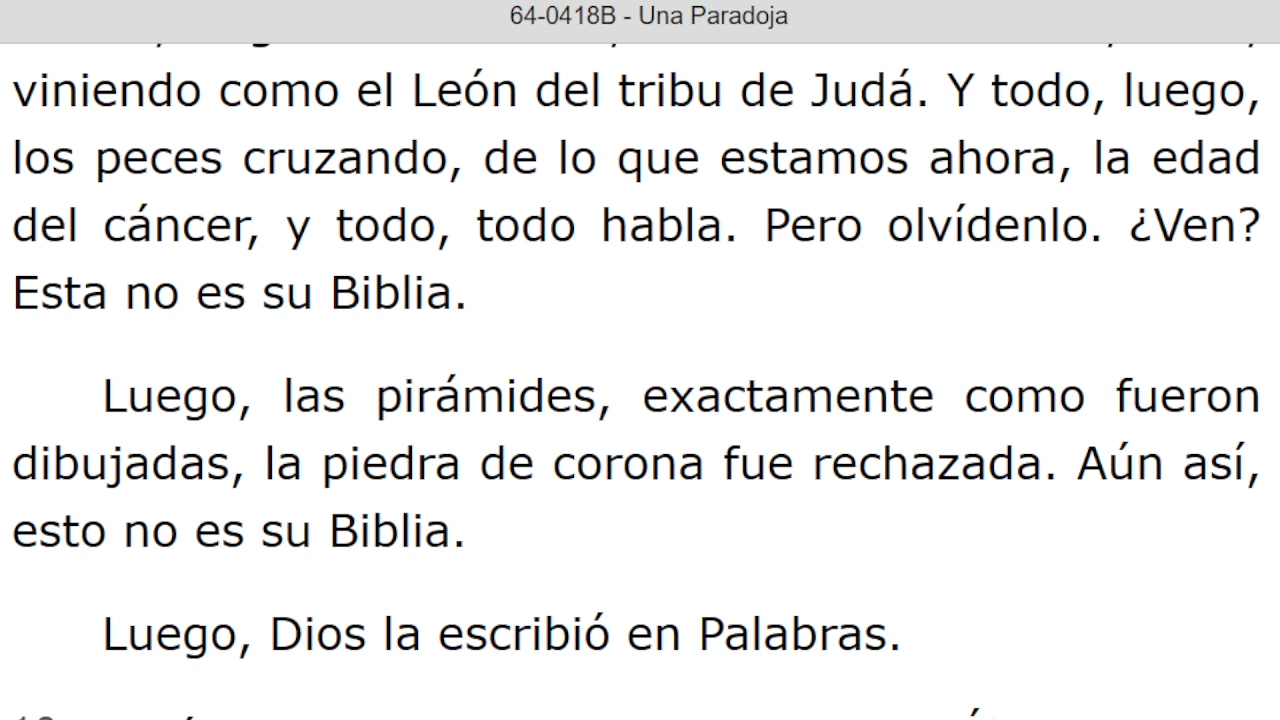 64-0418B - Una Paradoja
viniendo como el León del tribu de Judá. Y todo, luego,
los peces cruzando, de lo que estamos ahora, la edad
del cáncer, y todo, todo habla. Pero olvídenlo. ¿Ven?
Esta no es su Biblia.
Luego, las pirámides, exactamente como fueron
dibujadas, la piedra de corona fue rechazada. Aún así,
esto no es su Biblia.
Luego, Dios la escribió en Palabras.